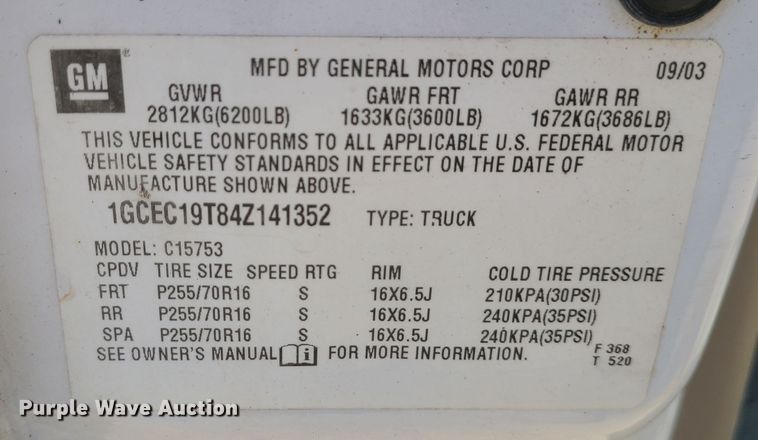 GM®
MFD BY GENERAL MOTORS CORP 09/03
GVWR GAWR FRT GAWR RR
2812KG(6200LB) 1633KG(3600LB) 1672KG(3686LB)
THIS VEHICLE CONFORMS TO ALL APPLICABLE U.S. FEDERAL MOTOR
VEHICLE SAFETY STANDARDS IN EFFECT ON THE DATE OF
MANUFACTURE SHOWN ABOVE.
1GCEC19T84Z141352 TYPE: TRUCK
MODEL: C15753
CPDV TIRE SIZE SPEED RTG RIM COLD TIRE PRESSURE
FRT P255/70R16 S 16X6.5J 210KPA(30PSI)
RR P255/70R16 S 16X6.5J 240KPA(35PSI)
SPA P255/70R16 S 16X6.5J 240KPA(35PSI)
SEE OWNER'S MANUAL i FOR MORE INFORMATION.
F 368
T 520
Purple Wave Auction